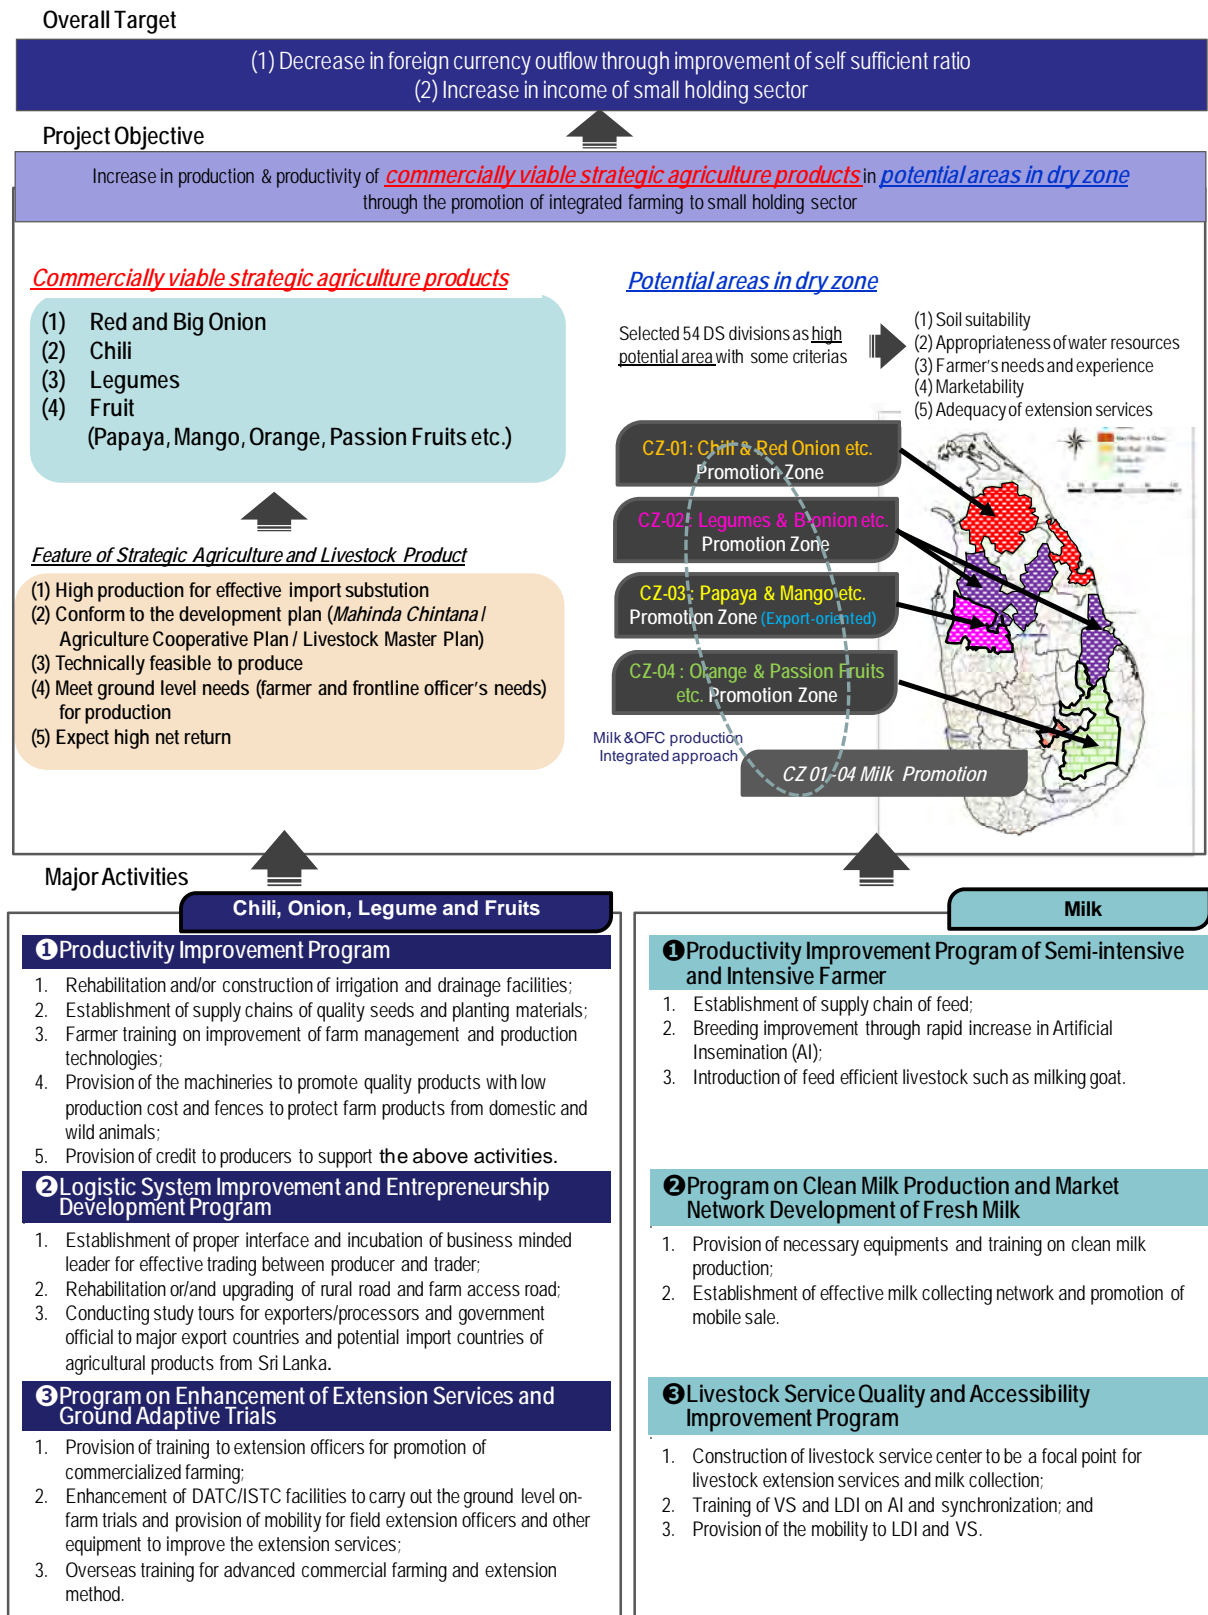 Overall Target
(1) Decrease in foreign currency outflow through improvement of self sufficient ratio
(2) Increase in income of small holding sector
Project Objective
Increase in production & productivity of commercially viable strategic agriculture products in potential areas in dry zone
through the promotion of integrated farming to small holding sector
Commercially viable strategic agriculture products
(1) Red and Big Onion
(2) Chili
(3) Legumes
(4) Fruit
(Papaya, Mango, Orange, Passion Fruits etc.)
Feature of Strategic Agriculture and Livestock Product
(1) High production for effective import substution
(2) Conform to the development plan (Mahinda Chintana /
Agriculture Cooperative Plan / Livestock Master Plan)
(3) Technically feasible to produce
(4) Meet ground level needs (farmer and frontline officer's needs)
for production
(5) Expect high net return
Potential areas in dry zone
Selected 54 DS divisions as high
potential area with some criterias
(1) Soil suitability
(2) Appropriateness of water resources
(3) Farmer's needs and experience
(4) Marketability
(5) Adequacy of extension services
CZ-01: Chili & Red Onion etc.
Promotion Zone
CZ-02: Legumes & B-onion etc.
Promotion Zone
CZ-03: Papaya & Mango etc.
Promotion Zone (Export-oriented)
CZ-04 : Orange & Passion Fruits
etc. Promotion Zone
Milk &OFC production
Integrated approach
CZ 01-04 Milk Promotion
Major Activities
Chili, Onion, Legume and Fruits
❶Productivity Improvement Program
1. Rehabilitation and/or construction of irrigation and drainage facilities;
2. Establishment of supply chains of quality seeds and planting materials;
3. Farmer training on improvement of farm management and production
technologies;
4. Provision of the machineries to promote quality products with low
production cost and fences to protect farm products from domestic and
wild animals;
5. Provision of credit to producers to support the above activities.
❷Logistic System Improvement and Entrepreneurship
Development Program
1. Establishment of proper interface and incubation of business minded
leader for effective trading between producer and trader;
2. Rehabilitation or/and upgrading of rural road and farm access road;
3. Conducting study tours for exporters/processors and government
official to major export countries and potential import countries of
agricultural products from Sri Lanka.
❸Program on Enhancement of Extension Services and
Ground Adaptive Trials
1. Provision of training to extension officers for promotion of
commercialized farming;
2. Enhancement of DATC/ISTC facilities to carry out the ground level on-
farm trials and provision of mobility for field extension officers and other
equipment to improve the extension services;
3. Overseas training for advanced commercial farming and extension
method.
Milk
❶Productivity Improvement Program of Semi-intensive
and Intensive Farmer
1. Establishment of supply chain of feed;
2. Breeding improvement through rapid increase in Artificial
Insemination (AI);
3. Introduction of feed efficient livestock such as milking goat.
❷Program on Clean Milk Production and Market
Network Development of Fresh Milk
1. Provision of necessary equipments and training on clean milk
production;
2. Establishment of effective milk collecting network and promotion of
mobile sale.
❸Livestock Service Quality and Accessibility
Improvement Program
1. Construction of livestock service center to be a focal point for
livestock extension services and milk collection;
2. Training of VS and LDI on AI and synchronization; and
3. Provision of the mobility to LDI and VS.